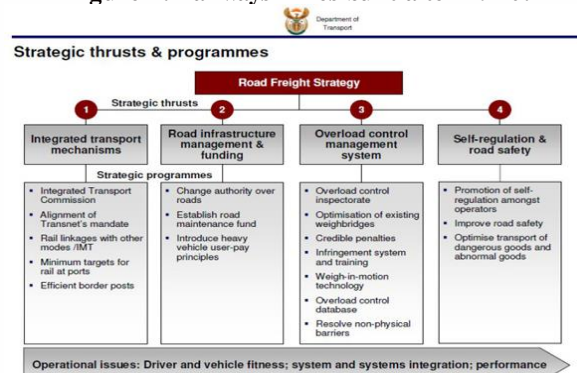 Department of
Transport
Strategic thrusts & programmes
Road Freight Strategy
Strategic thrusts
1
2
3
4
Integrated transport
mechanisms
Road infrastructure
management &
funding
Overload control
management
system
Self-regulation &
road safety
Strategic programmes
• Integrated Transport
Commission
• Alignment of
Transnet's mandate
• Rail linkages with other
modes /IMT
• Minimum targets for
rail at ports
• Efficient border posts
• Change authority over
roads
• Establish road
maintenance fund
• Introduce heavy
vehicle user-pay
principles
• Overload control
inspectorate
• Optimisation of existing
weighbridges
• Credible penalties
• Infringement system
and training
• Weigh-in-motion
technology
• Overload control
database
• Resolve non-physical
barriers
• Promotion of self-
regulation amongst
operators
• Improve road safety
• Optimise transport of
dangerous goods and
abnormal goods
Operational issues: Driver and vehicle fitness; system and systems integration; performance